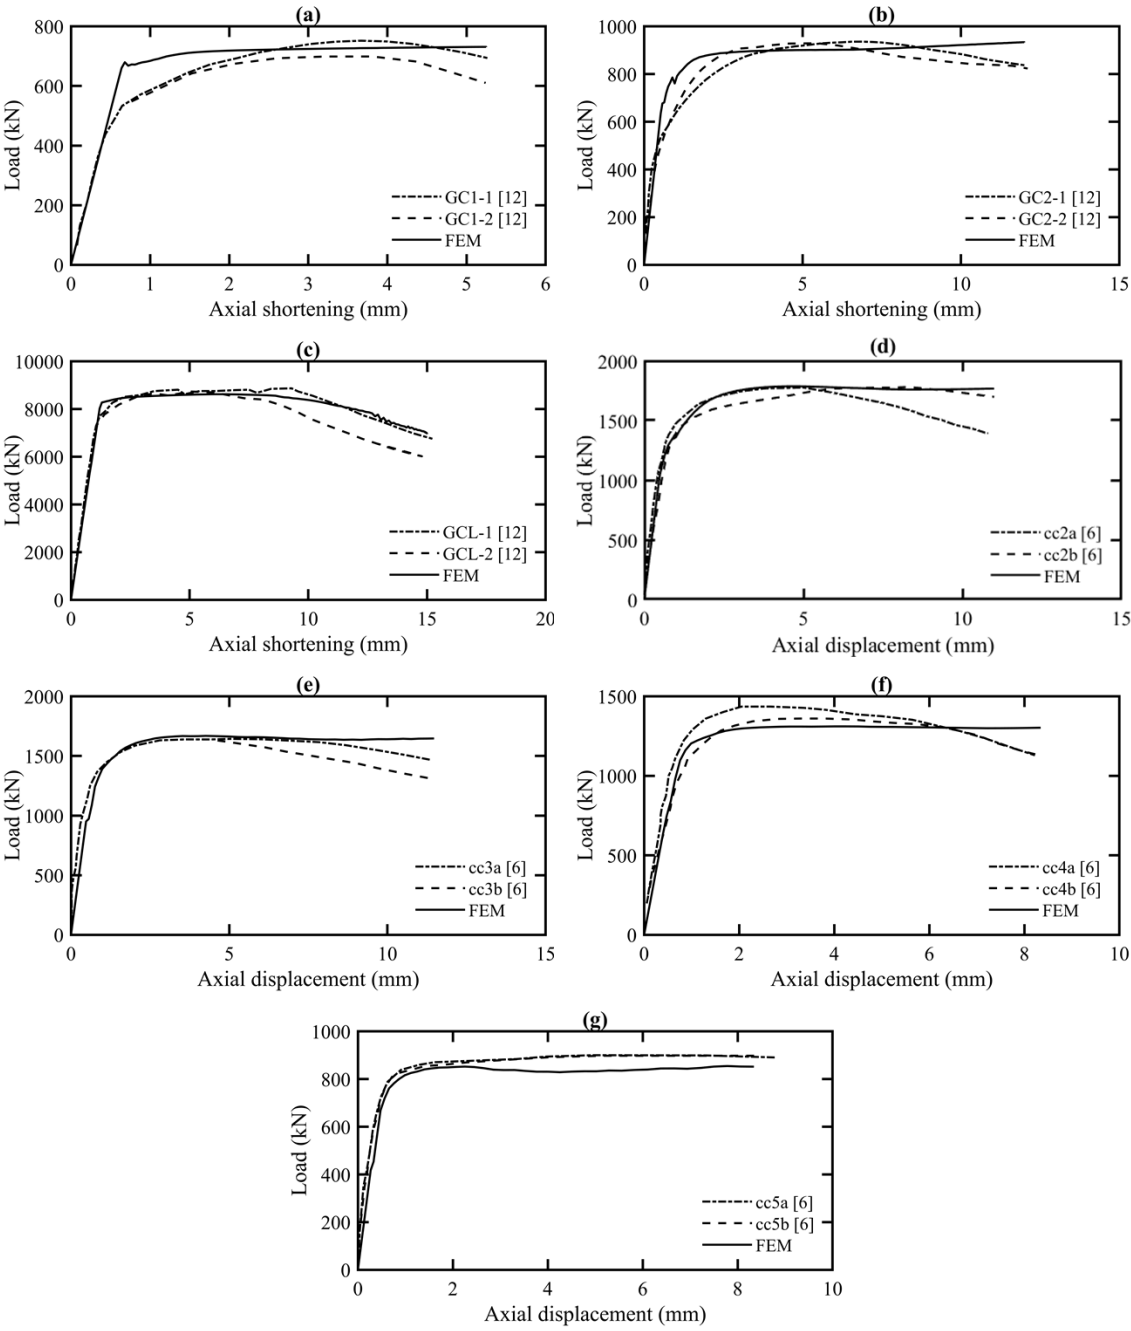 (a)
800
600
400
200
0
Load (kN)
GC1-1 [12]
GC1-2 [12]
FEM
0 1 2 3 4 5 6
Axial shortening (mm)
(b)
1000
800
600
400
200
0
Load (kN)
GC2-1 [12]
GC2-2 [12]
FEM
0 5 10 15
Axial shortening (mm)
(c)
10000
8000
6000
4000
2000
0
Load (kN)
GCL-1 [12]
GCL-2 [12]
FEM
0 5 10 15 20
Axial shortening (mm)
(d)
2000
1500
1000
500
0
Load (kN)
cc2a [6]
cc2b [6]
FEM
0 5 10 15
Axial displacement (mm)
(e)
2000
1500
1000
500
0
Load (kN)
cc3a [6]
cc3b [6]
FEM
0 5 10 15
Axial displacement (mm)
(f)
1500
1000
500
0
Load (kN)
cc4a [6]
cc4b [6]
FEM
0 2 4 6 8 10
Axial displacement (mm)
(g)
1000
800
600
400
200
0
Load (kN)
cc5a [6]
cc5b [6]
FEM
0 2 4 6 8 10
Axial displacement (mm)